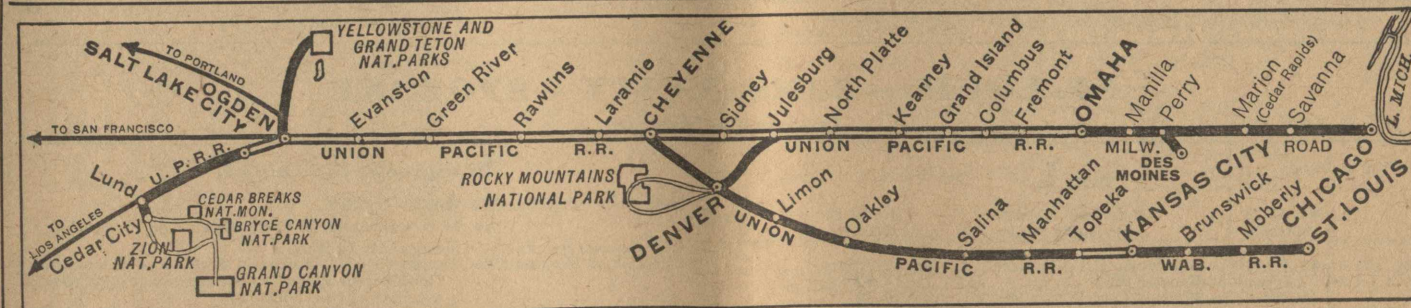 TO PORTLAND
SALT LAKE CITY
OGDEN
TO SAN FRANCISCO
YELLOWSTONE AND
GRAND TETON
NAT. PARKS
Evanston
Green River
Rawlins
Laramie
CHEYENNE
Sidney
Julesburg
North Platte
Kearney
Grand Island
Columbus
Fremont
OMAHA
Manilla
Perry
Marion
(Cedar Rapids)
Savanna
L. MICH.
UNION PACIFIC R.R.
UNION PACIFIC R.R.
MILW. ROAD
DES
MOINES
CHICAGO
U. P. R. R.
Lund
TO
LOS ANGELES
Cedar City
CEDAR BREAKS
NAT. MON.
BRYCE CANYON
NAT. PARK
ZION
NAT. PARK
GRAND CANYON
NAT. PARK
ROCKY MOUNTAINS
NATIONAL PARK
DENVER
Limon
Oakley
Salina
Manhattan
Topeka
KANSAS CITY
Brunswick
Moberly
ST. LOUIS
UNION PACIFIC R.R.
WAB. R.R.